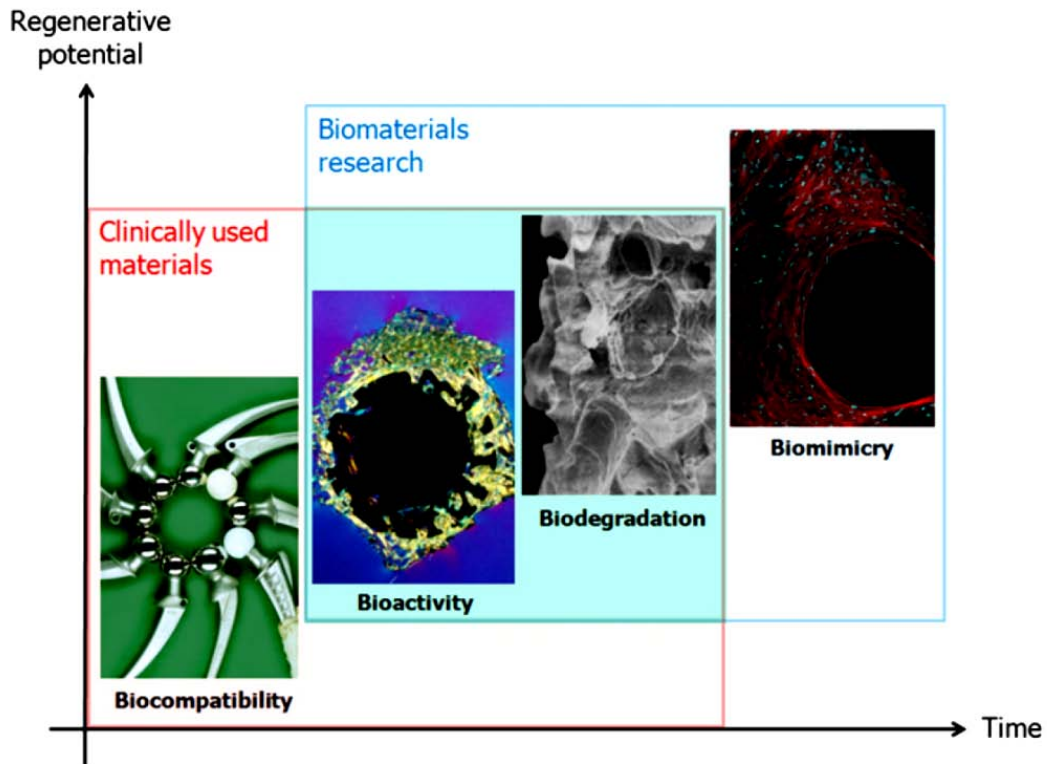 Regenerative
potential
Biomaterials
research
Clinically used
materials
Biomimicry
Biodegradation
Bioactivity
Biocompatibility
Time